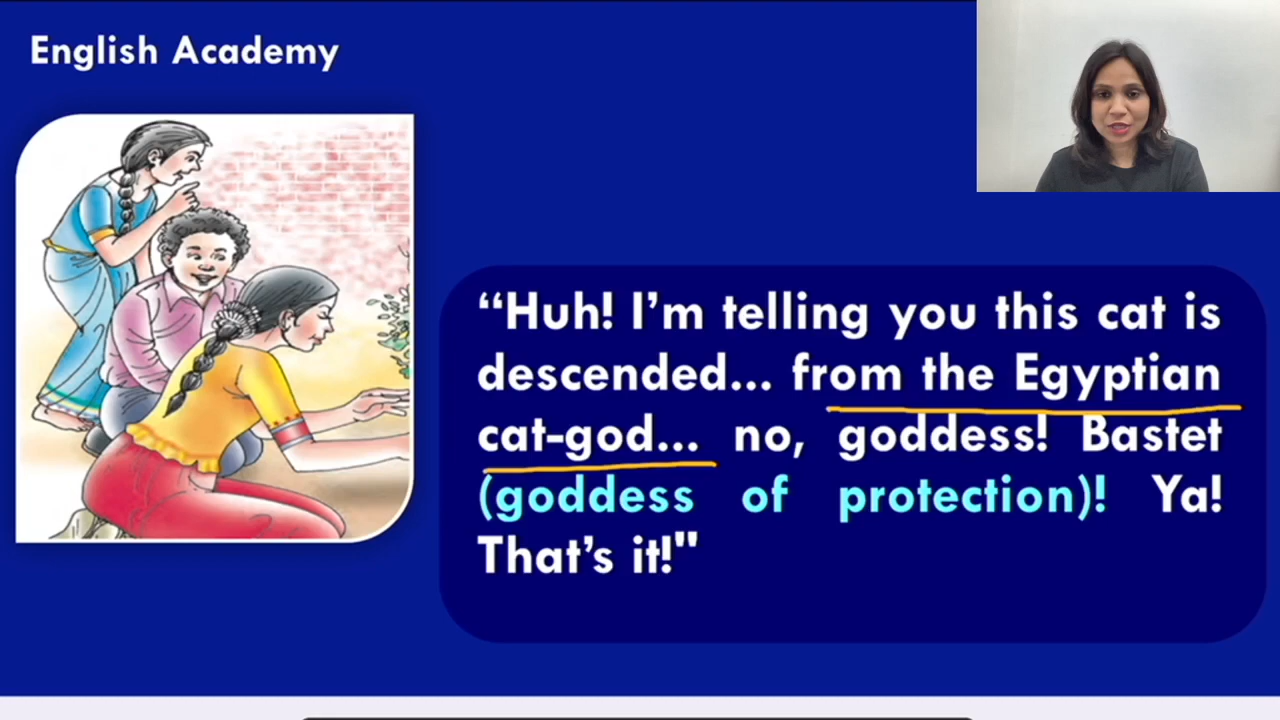 English Academy
“Huh! I’m telling you this cat is
descended... from the Egyptian
cat-god... no, goddess! Bastet
(goddess of protection)! Ya!
That’s it!"